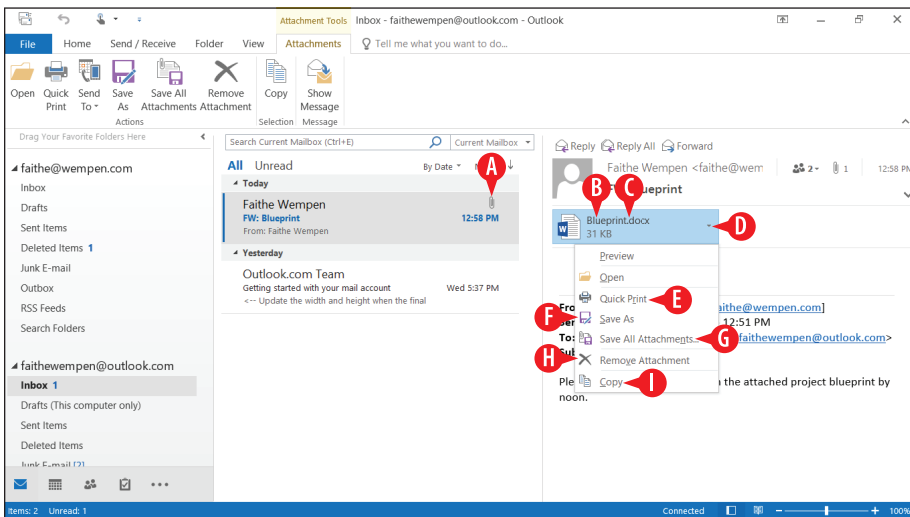 Attachment Tools
Inbox - faithewempen@outlook.com - Outlook
File Home Send / Receive Folder View Attachments Tell me what you want to do...
Open
Quick Print
Send To
Save As
Save All Attachments
Remove Attachment
Copy
Show Message
Actions
Selection
Message
Drag Your Favorite Folders Here
faithe@wempen.com
Inbox
Drafts
Sent Items
Deleted Items 1
Junk E-mail
Outbox
RSS Feeds
Search Folders
faithewempen@outlook.com
Inbox 1
Drafts (This computer only)
Sent Items
Deleted Items
Junk E-mail [2]
Search Current Mailbox (Ctrl+E)
Current Mailbox
All Unread
By Date
A
Today
Faithe Wempen
FW: Blueprint 12:58 PM
From: Faithe Wempen
Yesterday
Outlook.com Team
Getting started with your mail account Wed 5:37 PM
<-- Update the width and height when the final
Reply Reply All Forward
Faithe Wempen <faithe@wem
2
1
12:58 PM
B C
Blueprint.docx
31 KB
D
Preview
Open
Quick Print
E
Save As
F
Save All Attachments...
G
Remove Attachment
H
Copy
I
aithe@wempen.com]
12:51 PM
To:
faithewempen@outlook.com>
the attached project blueprint by
noon.
Items: 2 Unread: 1
Connected
100%